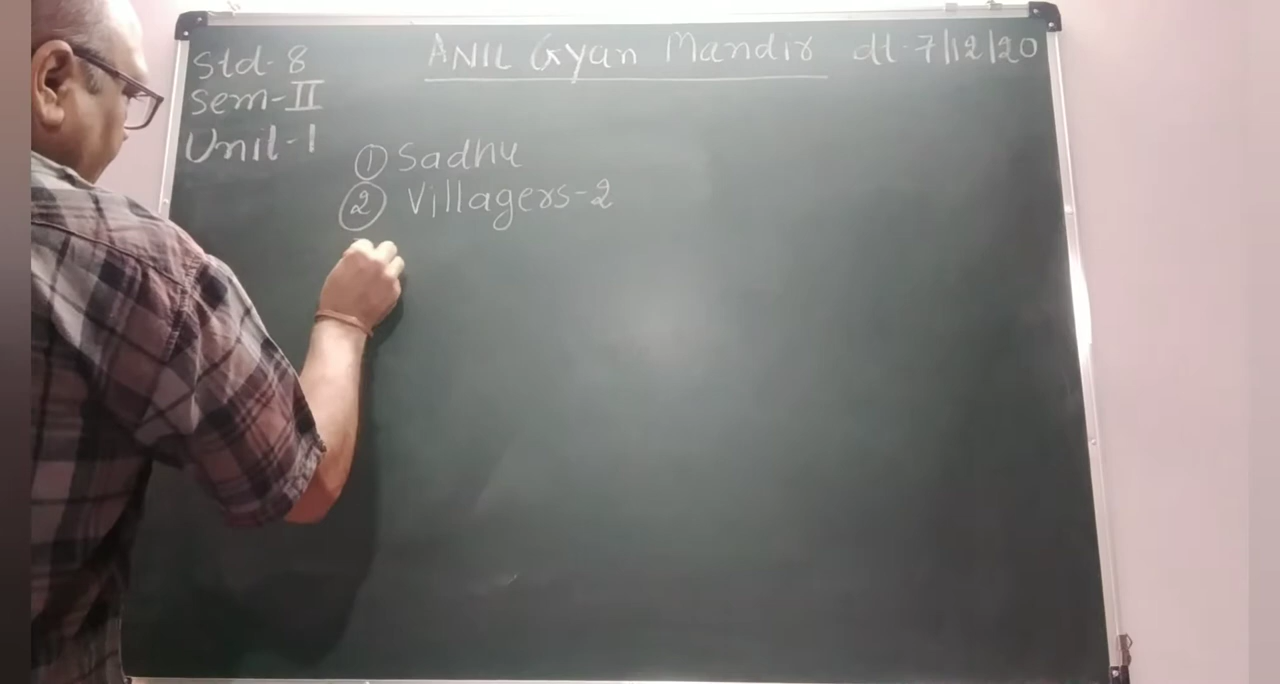 Std-8
ANIL Gyan Mandir dt-7/12/20
Sem-II
Unit-1
① Sadhu
② Villagers-2